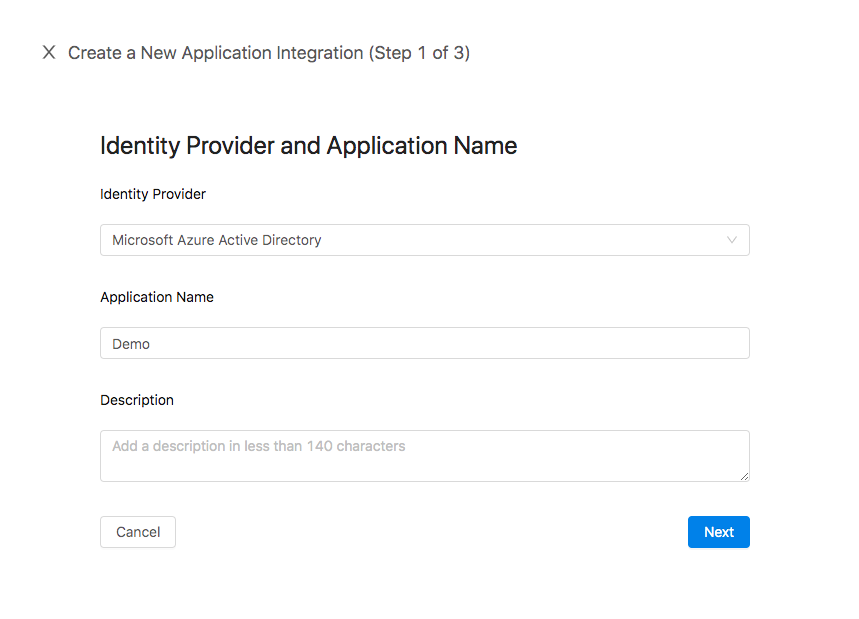 X Create a New Application Integration (Step 1 of 3)
Identity Provider and Application Name
Identity Provider
Microsoft Azure Active Directory
Application Name
Demo
Description
Add a description in less than 140 characters
Cancel Next